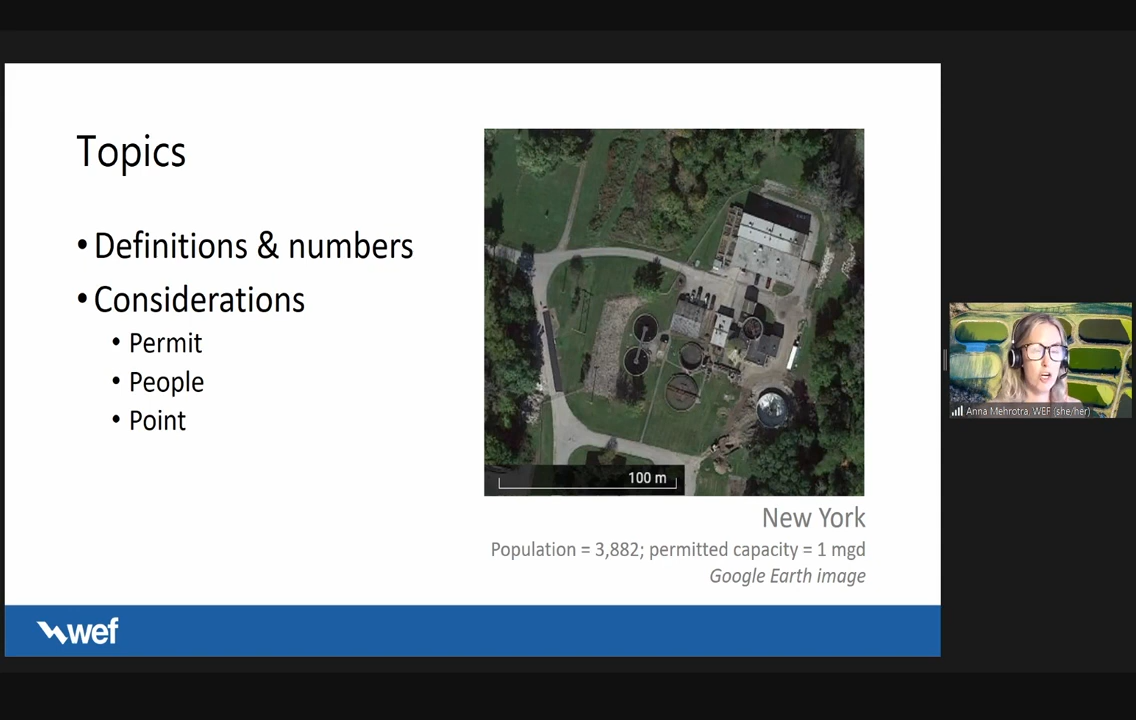 Topics
• Definitions & numbers
• Considerations
• Permit
• People
• Point
100 m
New York
Population = 3,882; permitted capacity = 1 mgd
Google Earth image
wef
Anna Mehrotra, WEF (she/her)